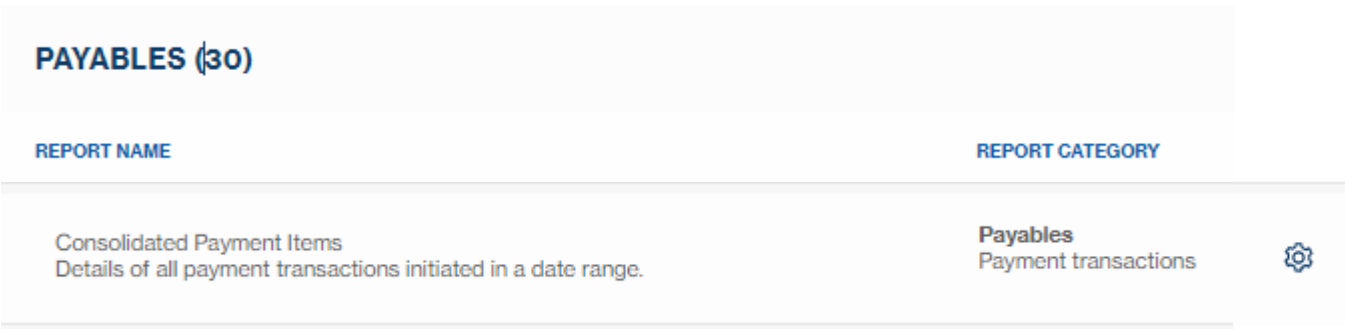 PAYABLES (30)
REPORT NAME REPORT CATEGORY
Consolidated Payment Items
Details of all payment transactions initiated in a date range.
Payables
Payment transactions